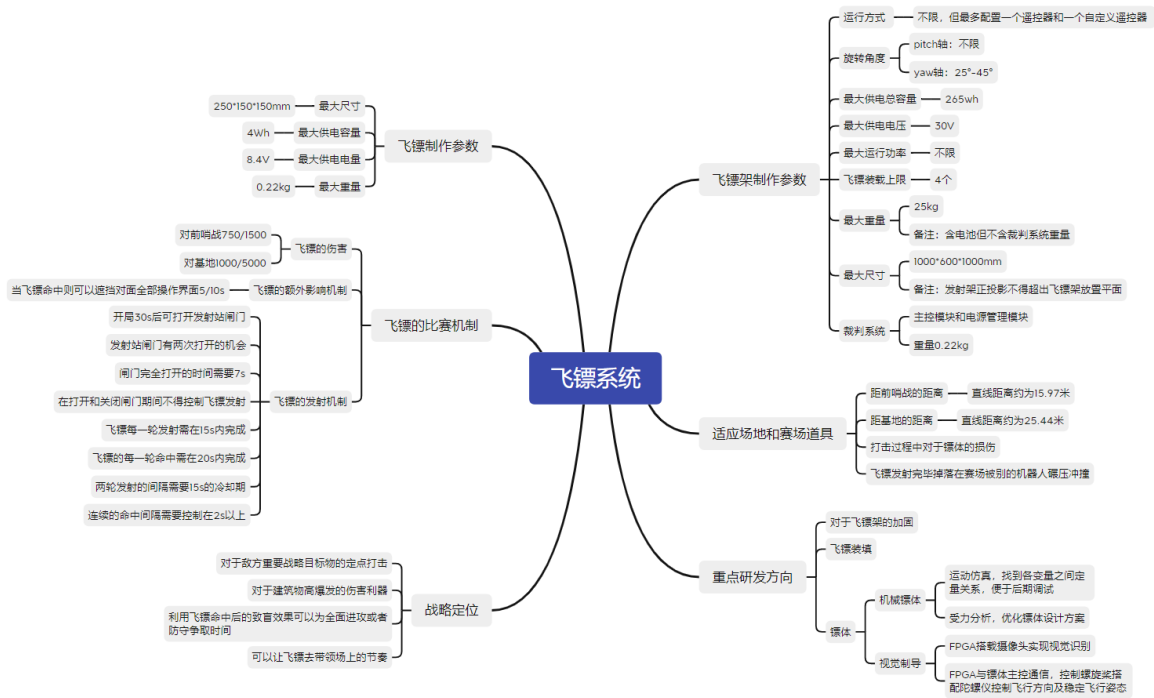 飞镖系统
飞镖制作参数
最大尺寸
250*150*150mm
最大供电容量
4Wh
最大供电电量
8.4V
最大重量
0.22kg
飞镖的比赛机制
飞镖的伤害
对前哨战750/1500
对基地1000/5000
飞镖的额外影响机制
当飞镖命中则可以遮挡对面全部操作界面5/10s
飞镖的发射机制
开局30s后可打开发射站闸门
发射站闸门有两次打开的机会
闸门完全打开的时间需要7s
在打开和关闭闸门期间不得控制飞镖发射
飞镖每一轮发射需在15s内完成
飞镖的每一轮命中需在20s内完成
两轮发射的间隔需要15s的冷却期
连续的命中间隔需要控制在2s以上
战略定位
对于敌方重要战略目标物的定点打击
对于建筑物高爆发的伤害利器
利用飞镖命中后的致盲效果可以为全面进攻或者
防守争取时间
可以让飞镖去带领场上的节奏
飞镖架制作参数
运行方式
不限，但最多配置一个遥控器和一个自定义遥控器
旋转角度
pitch轴：不限
yaw轴：25°-45°
最大供电总容量
265wh
最大供电电压
30V
最大运行功率
不限
飞镖装载上限
4个
最大重量
25kg
备注：含电池但不含裁判系统重量
最大尺寸
1000*600*1000mm
备注：发射架正投影不得超出飞镖架放置平面
裁判系统
主控模块和电源管理模块
重量0.22kg
适应场地和赛场道具
距前哨战的距离
直线距离约为15.97米
距基地的距离
直线距离约为25.44米
打击过程中对于镖体的损伤
飞镖发射完毕掉落在赛场被别的机器人碾压冲撞
重点研发方向
对于飞镖架的加固
飞镖装填
镖体
机械镖体
运动仿真，找到各变量之间定
量关系，便于后期调试
受力分析，优化镖体设计方案
视觉制导
FPGA搭载摄像头实现视觉识别
FPGA与镖体主控通信，控制螺旋桨搭
配陀螺仪控制飞行方向及稳定飞行姿态